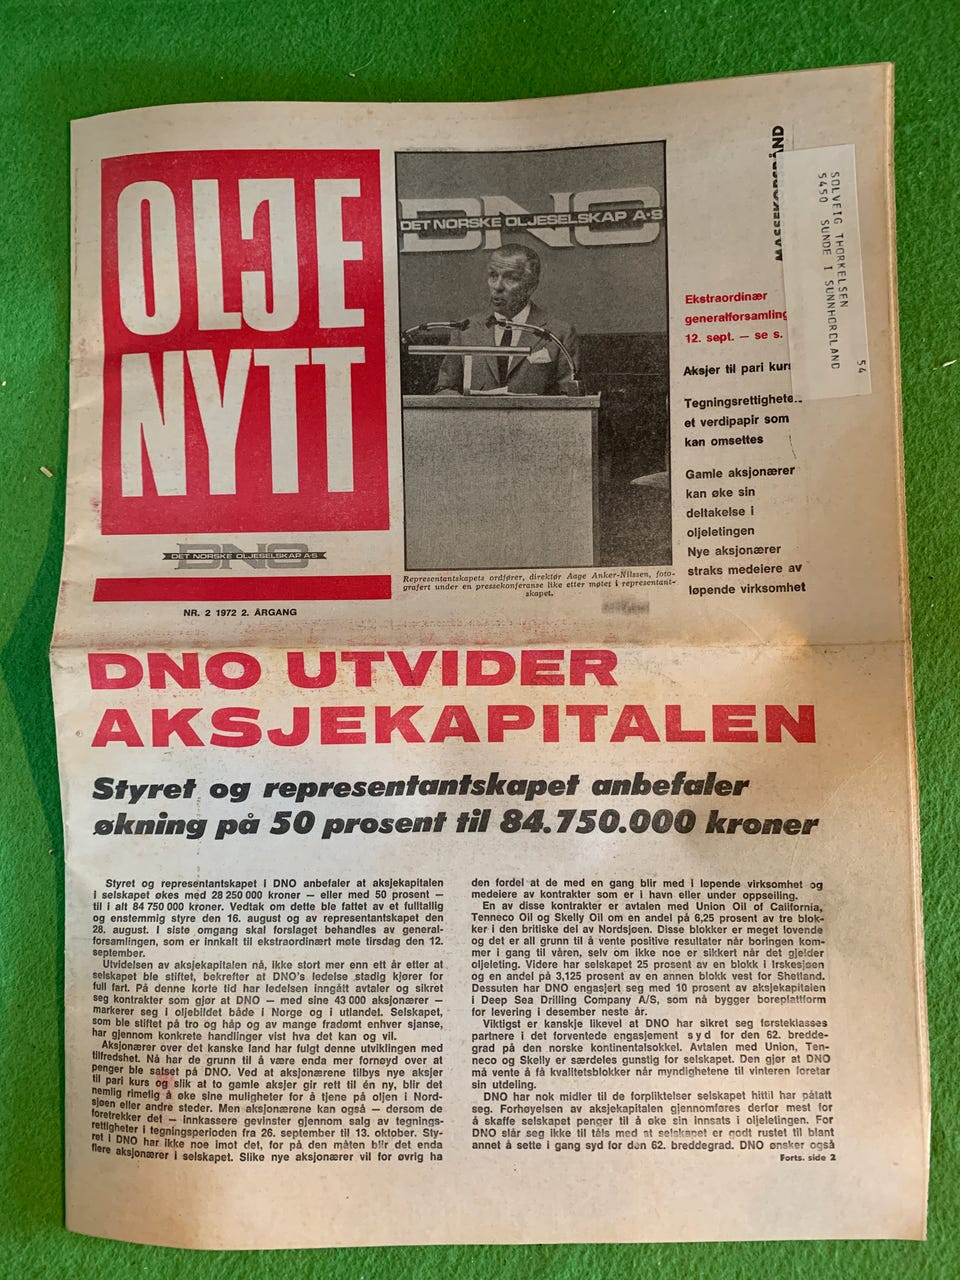 OLJE
NYTT
DNO
DET NORSKE OLJESELSKAP A·S
NR. 2 1972 2. ÅRGANG
DNO
DET NORSKE OLJESELSKAP A·S
Representantskapets ordfører, direktør Aage Anker-Nilssen, foto-
grafert under en pressekonferanse like etter møtet i representant-
skapet.
SOLVEIG THORKELSEN
5450 SUNDE I SUNNHORDLAND
54
Ekstraordinær
generalforsamling
12. sept. — se s.
Aksjer til pari kurs
et verdipapir som
kan omsettes
Gamle aksjonærer
kan øke sin
deltakelse i
oljeletingen
Nye aksjonærer
straks medeiere av
løpende virksomhet
DNO UTVIDER
AKSJEKAPITALEN
Styret og representantskapet anbefaler
økning på 50 prosent til 84.750.000 kroner
Styret og representantskapet i DNO anbefaler at aksjekapitalen
i selskapet økes med 28 250 000 kroner — eller med 50 prosent —
til i alt 84 750 000 kroner. Vedtak om dette ble fattet av et fulltallig
og enstemmig styre den 16. august og av representantskapet den
28. august. I siste omgang skal forslaget behandles av general-
forsamlingen, som er innkalt til ekstraordinært møte tirsdag den 12.
september.
Utvidelsen av aksjekapitalen nå, ikke stort mer enn ett år etter at
selskapet ble stiftet, bekrefter at DNO's ledelse stadig kjører for
full fart. På denne korte tid har ledelsen inngått avtaler og sikret
seg kontrakter som gjør at DNO — med sine 43 000 aksjonærer —
markerer seg i oljebildet både i Norge og i utlandet. Selskapet,
som ble stiftet på tro og håp og av mange fradømt enhver sjanse,
har gjennom konkrete handlinger vist hva det kan og vil.
Aksjonærer over det kanske land har fulgt denne utviklingen med
tilfredshet. Nå har de grunn til å være enda mer fornøyd over at
penger ble satset på DNO. Ved at aksjonærene tilbys nye aksjer
til pari kurs og slik at to gamle aksjer gir rett til én ny, blir det
nemlig rimelig å øke sine muligheter for å tjene på oljen i Nord-
sjøen eller andre steder. Men aksjonærene kan også — dersom de
foretrekker det — innkassere gevinster gjennom salg av tegnings-
rettigheter i tegningsperioden fra 26. september til 13. oktober. Sty-
ret i DNO har ikke noe imot det, for på den måten blir det enda
flere aksjonærer i selskapet. Slike nye aksjonærer vil for øvrig ha
den fordel at de med en gang blir med i løpende virksomhet og
medeiere av kontrakter som er i havn eller under oppseiling.
En av disse kontrakter er avtalen med Union Oil of California,
Tenneco Oil og Skelly Oil om en andel på 6,25 prosent av tre blok-
ker i den britiske del av Nordsjøen. Disse blokker er meget lovende
og det er all grunn til å vente positive resultater når boringen kom-
mer i gang til våren, selv om ikke noe er sikkert når det gjelder
oljeleting. Videre har selskapet 25 prosent av en blokk i Irskesjøen
og en andel på 3,125 prosent av en annen blokk vest for Shetland.
Dessuten har DNO engasjert seg med 10 prosent av aksjekapitalen
i Deep Sea Drilling Company A/S, som nå bygger boreplattform
for levering i desember neste år.
Viktigst er kanskje likevel at DNO har sikret seg førsteklasses
partnere i det forventede engasjement syd for den 62. bredde-
grad på den norske kontinentalsokkel. Avtalen med Union, Ten-
neco og Skelly er særdeles gunstig for selskapet. Den gjør at DNO
må vente å få kvalitetsblokker når myndighetene til vinteren foretar
sin utdeling.
DNO har nok midler til de forpliktelser selskapet hittil har påtatt
seg. Forhøyelsen av aksjekapitalen gjennomføres derfor mest for
å skaffe selskapet penger til å øke sin innsats i oljeletingen. For
DNO slår seg ikke til tåls med at selskapet er godt rustet til blant
annet å sette i gang syd for den 62. breddegrad. DNO ønsker også
Forts. side 2